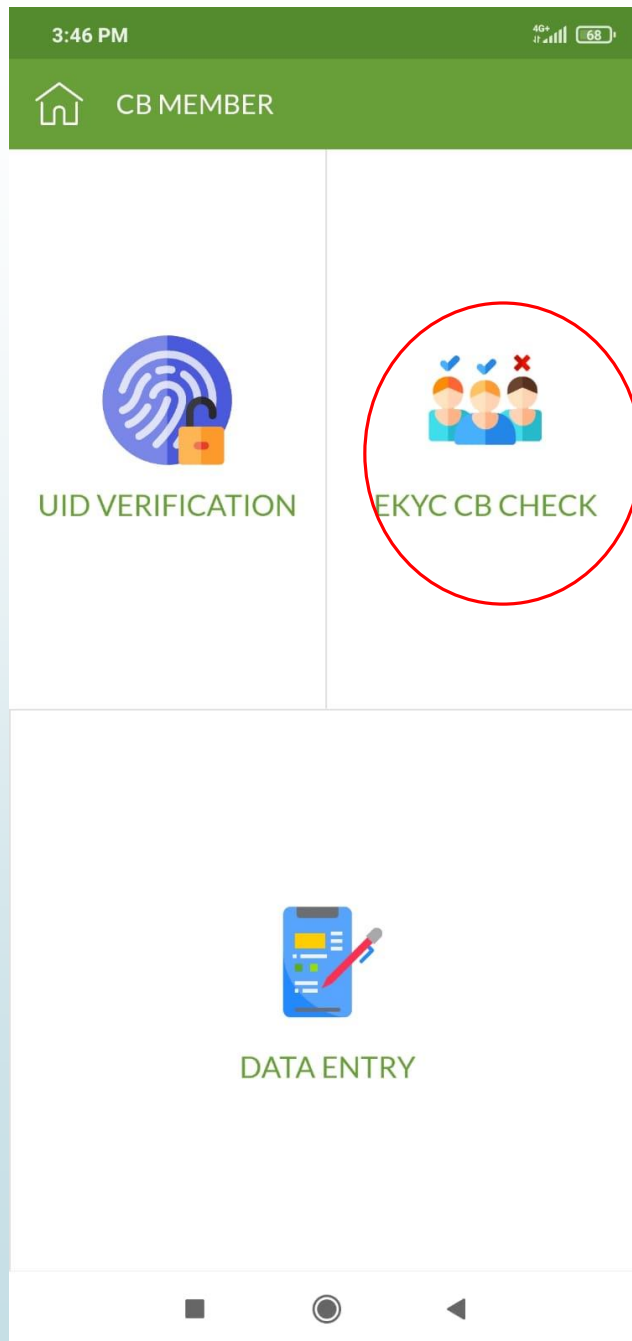 3:46 PM
4G+
68
CB MEMBER
UID VERIFICATION
EKYC CB CHECK
DATA ENTRY